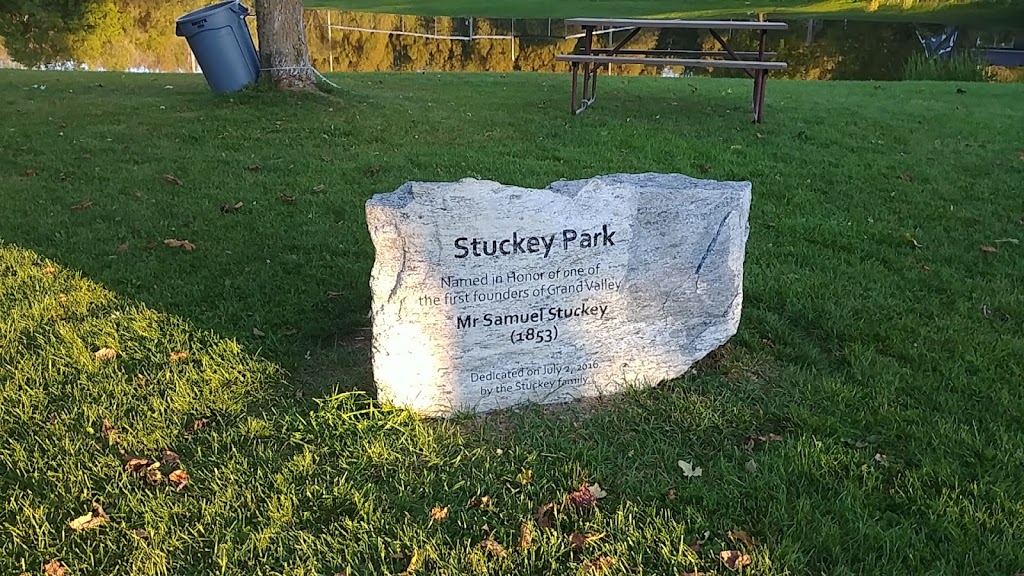 Stuckey Park
Named in Honor of one of
the first founders of Grand Valley
Mr Samuel Stuckey
(1853)
Dedicated on July 2, 2016
by the Stuckey family